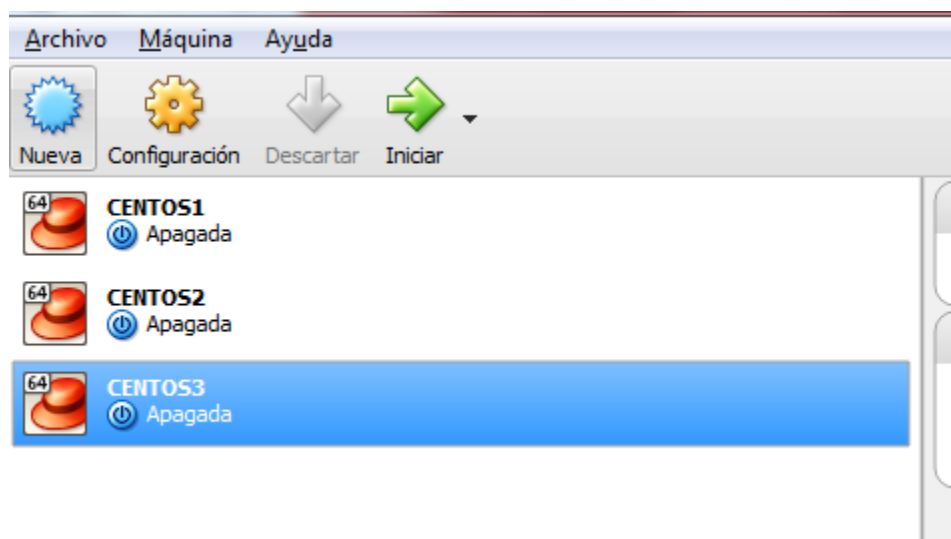 Archivo Máquina Ayuda
Nueva Configuración Descartar Iniciar
64
CENTOS1
Apagada
64
CENTOS2
Apagada
64
CENTOS3
Apagada